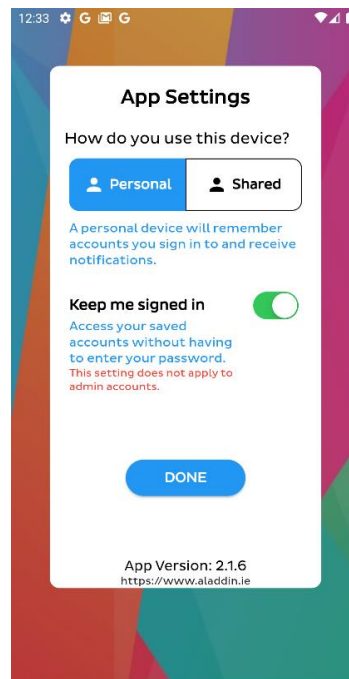 12:33 G G
App Settings
How do you use this device?
Personal Shared
A personal device will remember
accounts you sign in to and receive
notifications.
Keep me signed in
Access your saved
accounts without having
to enter your password.
This setting does not apply to
admin accounts.
DONE
App Version: 2.1.6
https://www.aladdin.ie